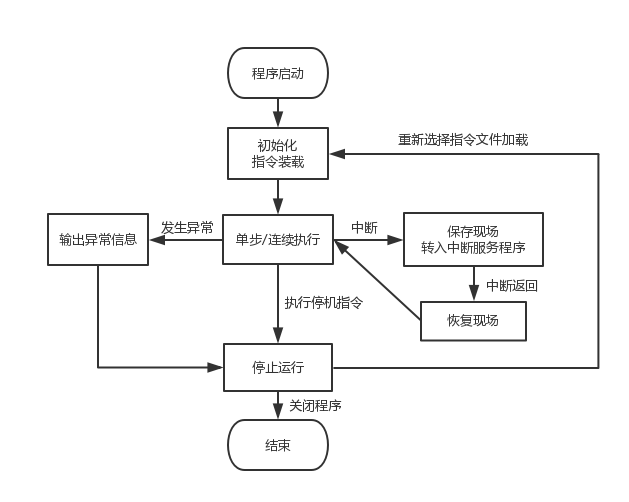 程序启动
初始化
指令装载
重新选择指令文件加载
输出异常信息
发生异常
单步/连续执行
中断
保存现场
转入中断服务程序
中断返回
恢复现场
执行停机指令
停止运行
关闭程序
结束